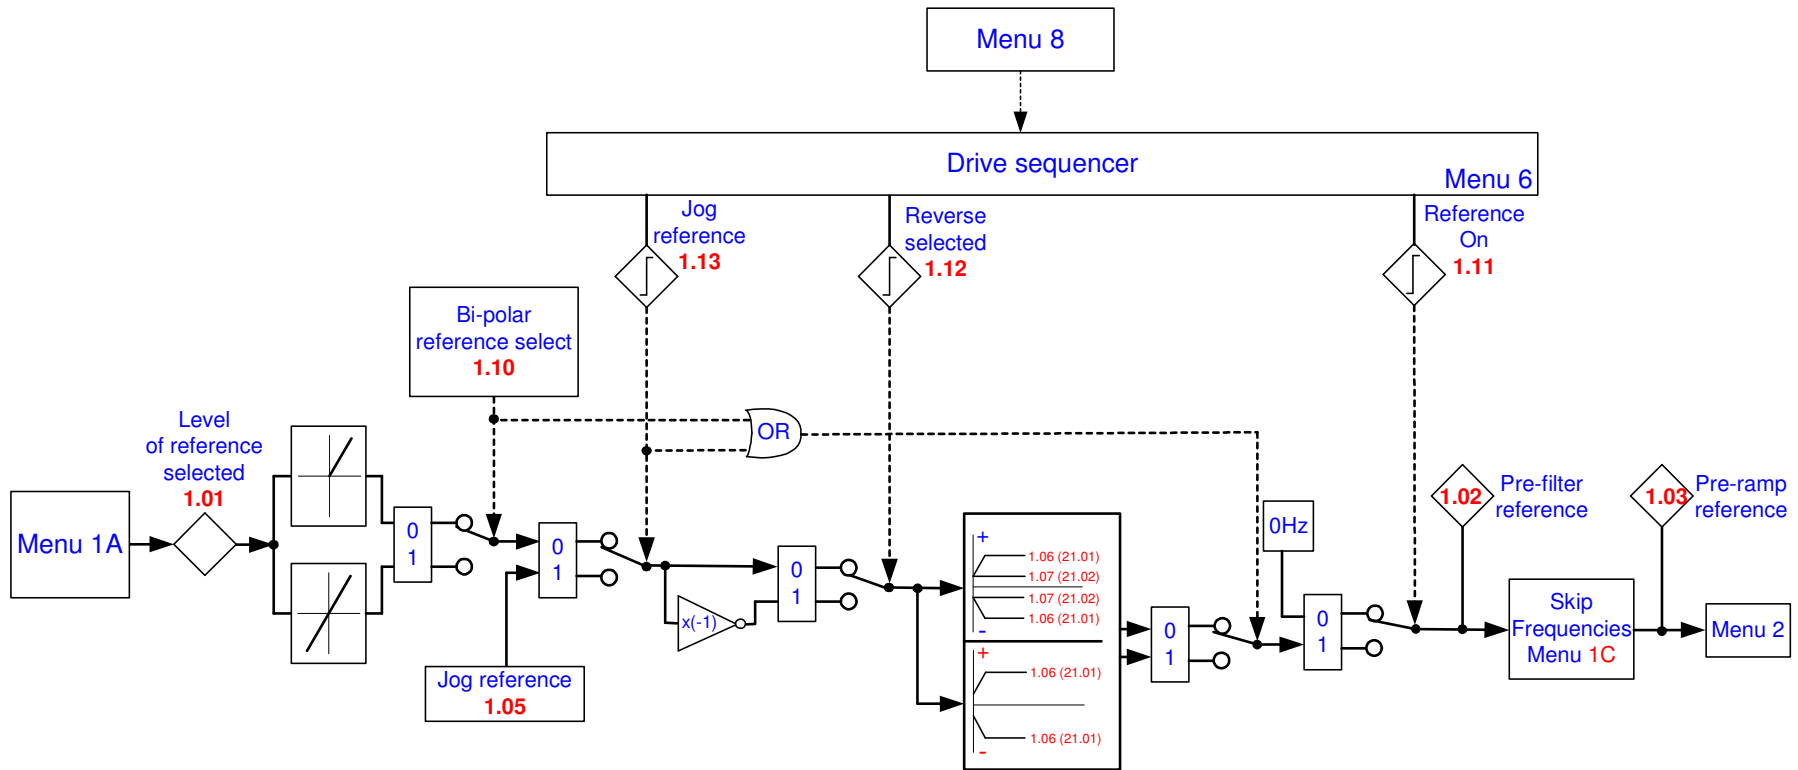 Menu 8
Drive sequencer
Menu 6
Jog
reference
1.13
Reverse
selected
1.12
Reference
On
1.11
Bi-polar
reference select
1.10
Level
of reference
selected
1.01
OR
Menu 1A
0
1
0
1
x(-1)
0
1
Jog reference
1.05
+
1.06 (21.01)
1.07 (21.02)
1.07 (21.02)
1.06 (21.01)
-
+
1.06 (21.01)
1.06 (21.01)
-
0
1
0Hz
0
1
1.02
Pre-filter
reference
1.03
Pre-ramp
reference
Skip
Frequencies
Menu 1C
Menu 2